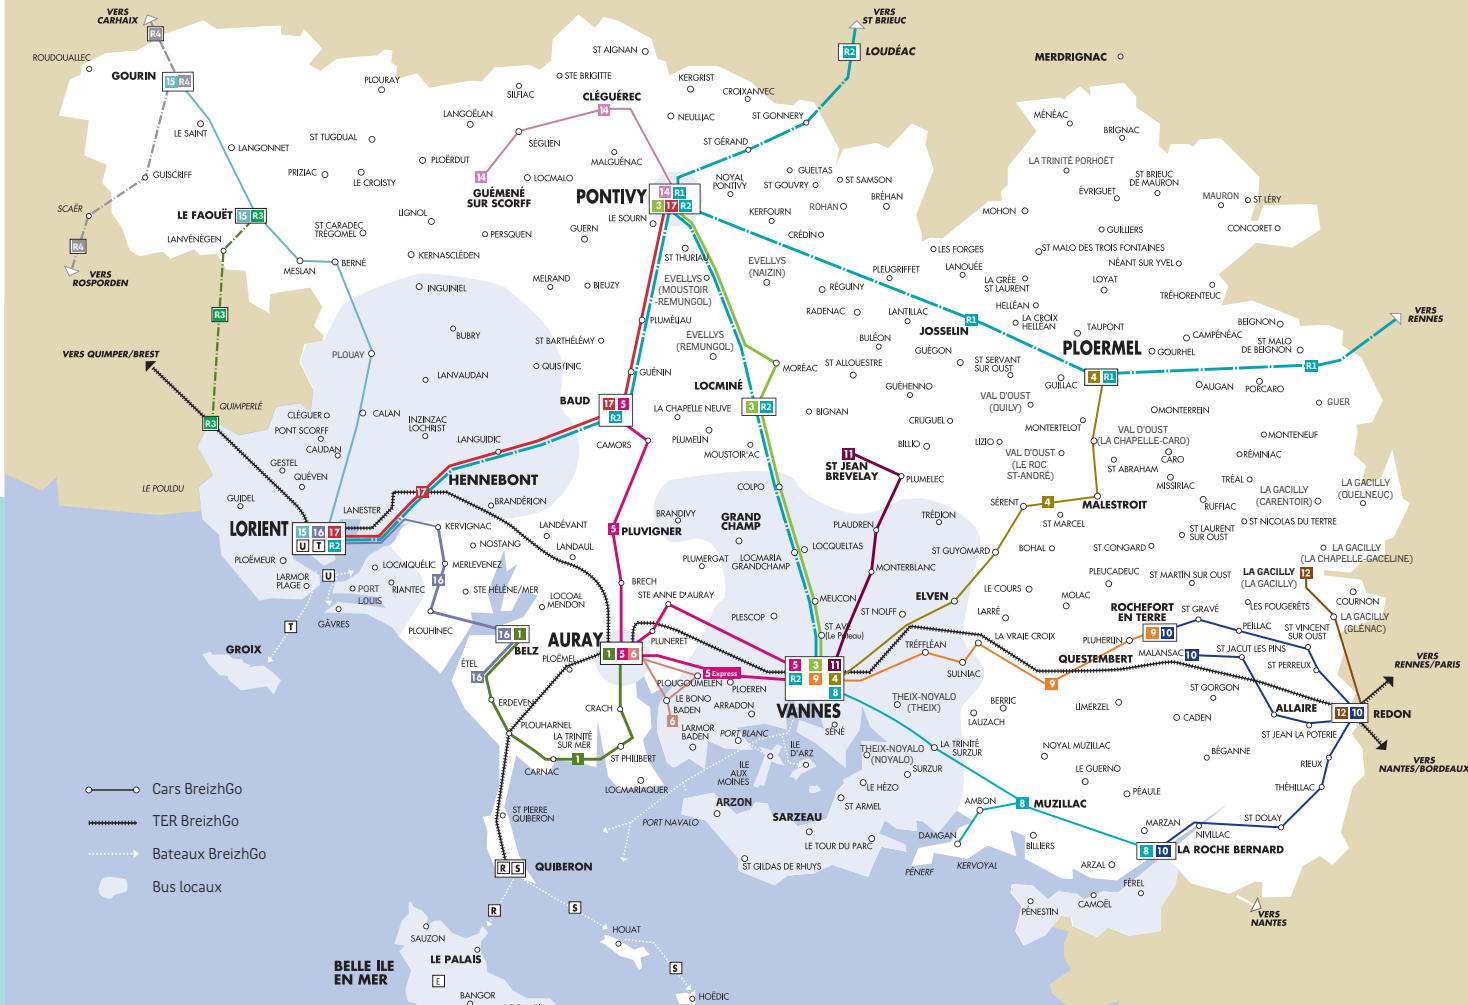 VERS
CARHAIX
R4
ROUDOUALLEC
GOURIN
15 R4
VERS
ST BRIEUC
R2
LOUDÉAC
MERDRIGNAC
ST AIGNAN
STE BRIGITTE
SILFIAC
PLOURAY
KERGRIST
CROIXANVEC
CLÉGUÉREC
14
NEULLIAC
ST GONNERY
LANGOËLAN
LE SAINT
LANGONNET
ST TUGDUAL
SÉGLIEN
ST GÉRAND
MALGUÉNAC
PLOËRDUT
MÉNÉAC
BRIGNAC
LA TRINITÉ PORHOËT
GUISCRIFF
PRIZIAC
LE CROISTY
14
LOCMALO
GUÉMENÉ
SUR SCORFF
NOYAL
PONTIVY
GUELTAS
ST GOUVRY
ST SAMSON
ROHAN
BRÉHAN
ÉVRIGUET
ST BRIEUC
DE MAURON
MAURON
ST LÉRY
PONTIVY
14 R1
3 17 R2
SCAËR
R4
VERS
ROSPORDEN
LE FAOUËT
15 R3
LANVÉNÉGEN
LIGNOL
ST CARADEC
TRÉGOMEL
LE SOURN
GUERN
PERSQUEN
KERFOURN
CRÉDIN
MOHON
GUILLIERS
CONCORET
MESLAN
BERNÉ
KERNASCLÉDEN
ST THURIAU
EVELLYS
(NAIZIN)
LES FORGES
LANOUÉE
PLEUGRIFFET
ST MALO DES TROIS FONTAINES
NÉANT SUR YVEL
INGUINIEL
MELRAND
BIEUZY
EVELLYS
(MOUSTOIR
-REMUNGOL)
RÉGUINY
LA GRÉE
ST LAURENT
LOYAT
TRÉHORENTEUC
R3
BUBRY
PLUMÉLIAU
RADENAC
LANTILLAC
HELLÉAN
JOSSELIN
R1
LA CROIX
HELLÉAN
TAUPONT
BEIGNON
CAMPÉNÉAC
ST MALO
DE BEIGNON
VERS
RENNES
VERS QUIMPER/BREST
PLOUAY
ST BARTHÉLÉMY
EVELLYS
(REMUNGOL)
BULÉON
GUÉGON
PLOERMEL
GOURHEL
R1
QUISTINIC
GUÉNIN
MORÉAC
ST ALLOUESTRE
ST SERVANT
SUR OUST
GUILLAC
4 R1
LANVAUDAN
LOCMINÉ
3 R2
GUÉHENNO
AUGAN
PORCARO
GUER
QUIMPERLÉ
R3
CLÉGUER
CALAN
PONT SCORFF
INZINZAC
LOCHRIST
BAUD
17 5
R2
LA CHAPELLE NEUVE
BIGNAN
CRUGUEL
VAL D'OUST
(QUILY)
MONTERTELOT
MONTERREIN
CAUDAN
LANGUIDIC
CAMORS
PLUMELIN
MOUSTOIR'AC
11
ST JEAN
BREVELAY
BILLIO
LIZIO
VAL D'OUST
(LA CHAPELLE-CARO)
MONTENEUF
GESTEL
QUÉVEN
HENNEBONT
17
PLUMELEC
VAL D'OUST
(LE ROC
ST-ANDRÉ)
CARO
ST ABRAHAM
RÉMINIAC
LE POULDU
GUIDEL
BRANDÉRION
COLPO
SÉRENT
4
MALESTROIT
MISSIRIAC
TRÉAL
LA GACILLY
(CARENTOIR)
LA GACILLY
(QUELNEUC)
LANESTER
LORIENT
15 16 17
U T R2
KERVIGNAC
LANDÉVANT
5
PLUVIGNER
BRANDIVY
GRAND
CHAMP
PLAUDREN
TRÉDION
ST MARCEL
RUFFIAC
ST NICOLAS DU TERTRE
NOSTANG
LANDAUL
LOCQUELTAS
ST GUYOMARD
BOHAL
ST CONGARD
ST LAURENT
SUR OUST
LA GACILLY
(LA CHAPELLE-GACELINE)
PLOËMEUR
LARMOR
PLAGE
U
LOCMIQUÉLIC
MERLEVENEZ
PLUMERGAT
LOCMARIA
GRANDCHAMP
MONTERBLANC
LA GACILLY
(LA GACILLY)
12
PORT
LOUIS
RIANTEC
16
STE HÉLÈNE/MER
BRECH
STE ANNE D'AURAY
LE COURS
PLEUCADEUC
ST MARTIN SUR OUST
GÂVRES
LOCOAL
MENDON
MEUCON
ELVEN
MOLAC
ROCHEFORT
EN TERRE
9 10
ST GRAVÉ
LES FOUGERÊTS
COURNON
LA GACILLY
(GLÉNAC)
T
PLOUHINEC
16 1
BELZ
AURAY
1 5 6
PLUNERET
PLESCOP
ST AVÉ
(Le Poteau)
ST NOLFF
LARRÉ
PEILLAC
ST VINCENT
SUR OUST
GROIX
ÉTEL
16
PLOËMEL
5 Express
PLOUGOUMELEN
PLOEREN
5 3 11
R2 9 4
8
VANNES
TRÉFFLÉAN
LA VRAIE CROIX
SULNIAC
PLUHERLIN
QUESTEMBERT
MALANSAC
10
ST JACUT LES PINS
ST PERREUX
VERS
RENNES/PARIS
ERDEVEN
LE BONO
BADEN
6
ARRADON
CRACH
THEIX-NOYALO
(THEIX)
BERRIC
LAUZACH
9
LIMERZEL
ST GORGON
CADEN
ALLAIRE
12 10
REDON
PLOUHARNEL
LA TRINITÉ
SUR MER
LARMOR
BADEN
PORT BLANC
ILE
D'ARZ
SÉNÉ
ST JEAN LA POTERIE
CARNAC
1
ST PHILIBERT
ILE
AUX
MOINES
THEIX-NOYALO
(NOYALO)
LA TRINITÉ
SURZUR
NOYAL MUZILLAC
BÉGANNE
RIEUX
VERS
NANTES/BORDEAUX
LOCMARIAQUER
LE HÉZO
SURZUR
LE GUERNO
PÉAULE
THÉHILLAC
Cars BreizhGo
ST PIERRE
QUIBERON
ARZON
PORT NAVALO
ST ARMEL
SARZEAU
AMBON
8
MUZILLAC
MARZAN
NIVILLAC
ST DOLAY
TER BreizhGo
LE TOUR DU PARC
DAMGAN
BILLIERS
8 10
LA ROCHE BERNARD
Bateaux BreizhGo
R S
QUIBERON
ST GILDAS DE RHUYS
PÉNERF
KERVOYAL
ARZAL
Bus locaux
FÉREL
CAMOËL
PÉNESTIN
VERS
NANTES
R
S
SAUZON
HOUAT
LE PALAIS
BELLE ÎLE
EN MER
E
S
BANGOR
HOËDIC